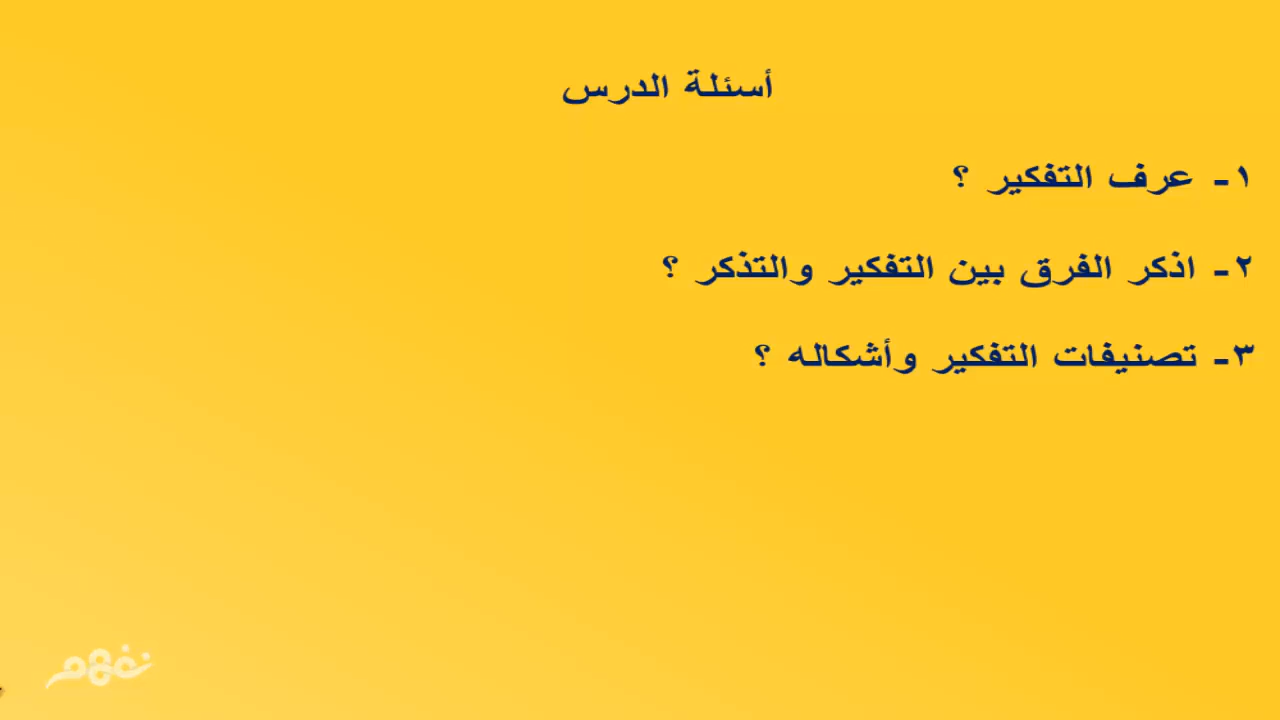 أسئلة الدرس
١- عرف التفكير ؟
٢- اذكر الفرق بين التفكير والتذكر ؟
٣- تصنيفات التفكير وأشكاله ؟
نفهم